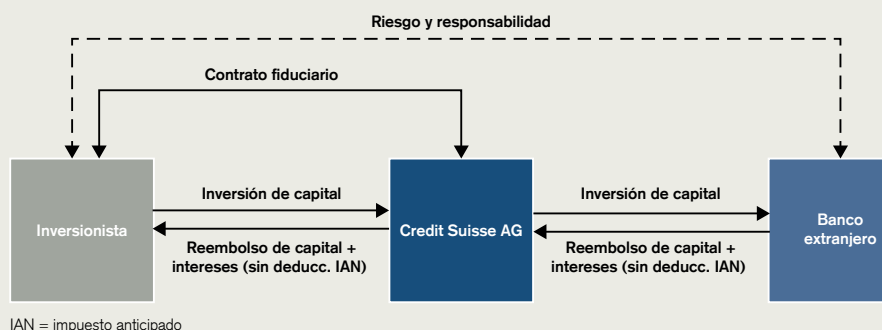 Riesgo y responsabilidad
Contrato fiduciario
Inversionista
Inversión de capital
Reembolso de capital +
intereses (sin deducc. IAN)
Credit Suisse AG
Inversión de capital
Reembolso de capital +
intereses (sin deducc. IAN)
Banco
extranjero
IAN = impuesto anticipado